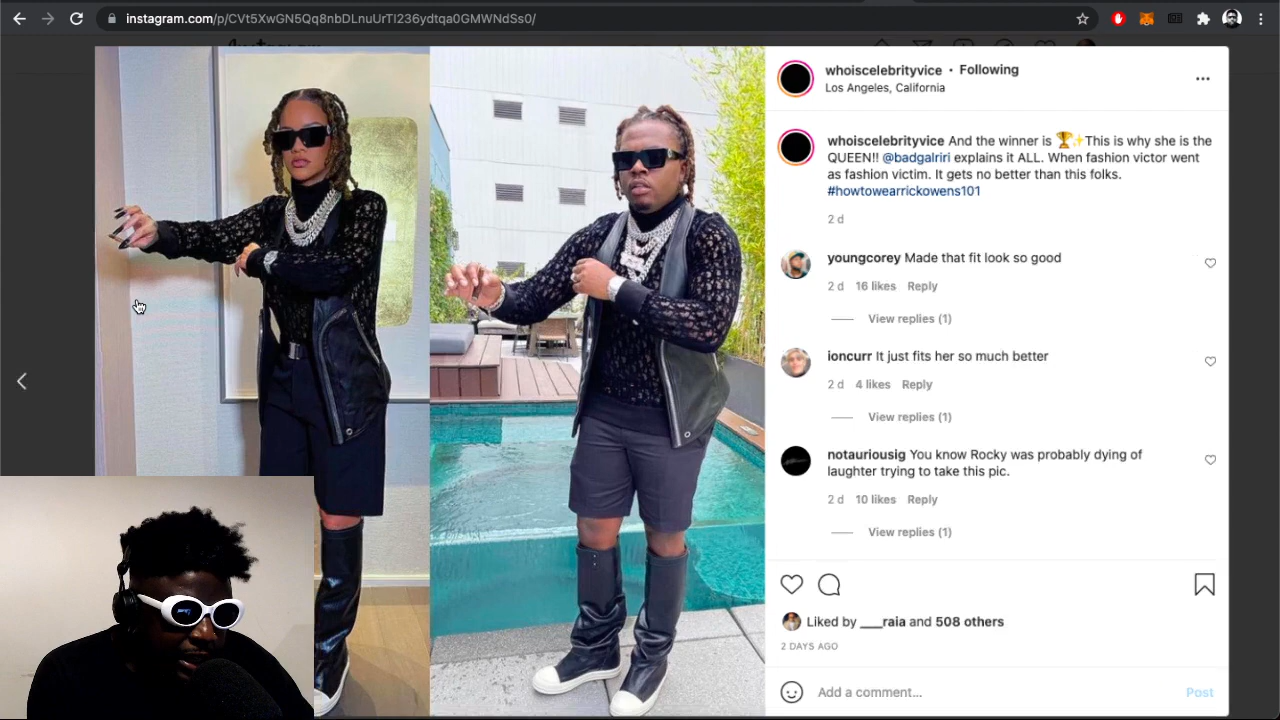 instagram.com/p/CVt5XwGN5Qq8nbDLnuUrTI236ydtqa0GMWNdSs0/
whoiscelebrityvice • Following
Los Angeles, California
whoiscelebrityvice And the winner is 🏆✨This is why she is the
QUEEN!! @badgalriri explains it ALL. When fashion victor went
as fashion victim. It gets no better than this folks.
#howtowearrickowens101
2 d
youngcorey Made that fit look so good
2 d 16 likes Reply
View replies (1)
ioncurr It just fits her so much better
2 d 4 likes Reply
View replies (1)
notauriousig You know Rocky was probably dying of
laughter trying to take this pic.
2 d 10 likes Reply
View replies (1)
Liked by ___raia and 508 others
2 DAYS AGO
Add a comment... Post